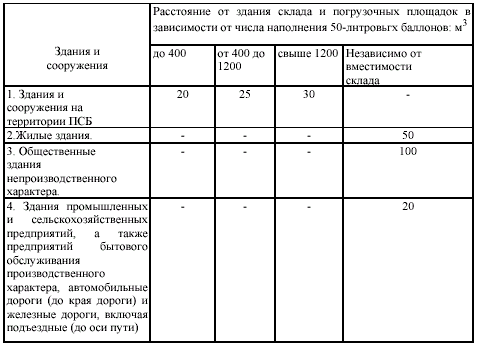 Здания и
сооружения
Расстояние от здания склада и погрузочных площадок в
зависимости от числа наполнения 50-литровьгх баллонов: м3
до 400
от 400 до
1200
свыше 1200
Независимо от
вместимости
склада
1. Здания и
сооружения на
территории ПСБ
20
25
30
-
2.Жилые здания.
-
-
-
50
3. Общественные
здания
непроизводственного
характера.
-
-
-
100
4. Здания промышленных
и сельскохозяйственных
предприятий, а также
предприятий бытового
обслуживания
производственного
характера, автомобильные
дороги (до края дороги) и
железные дороги, включая
подъездные (до оси пути)
-
-
-
20